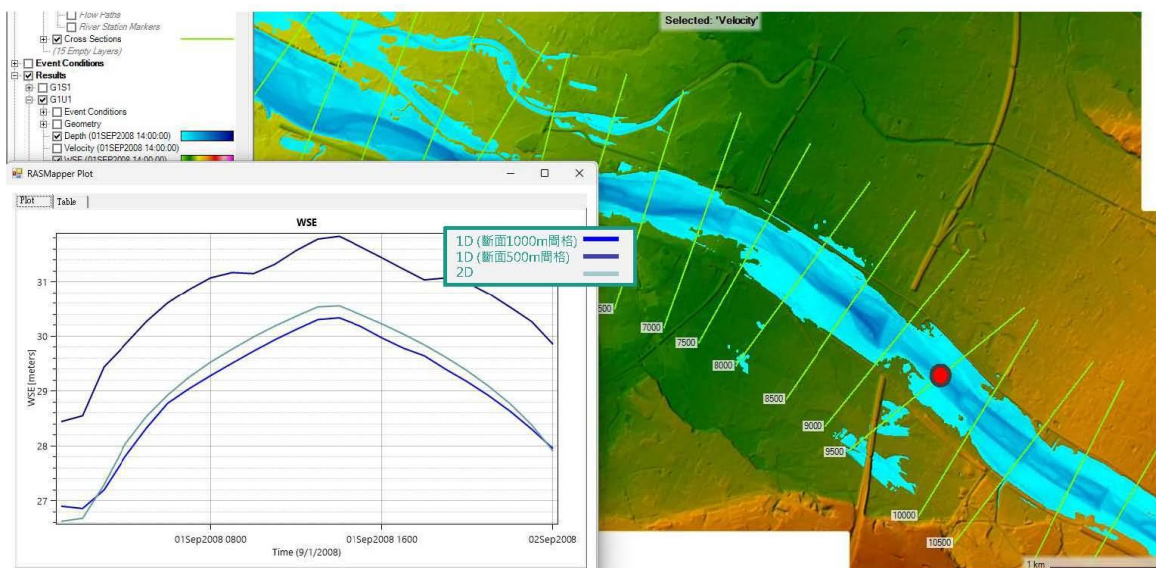 Flow Paths
River Station Markers
Cross Sections
(15 Empty Layers)
Event Conditions
Results
G1S1
G1U1
Event Conditions
Geometry
Depth (01SEP2008 14:00:00)
Velocity (01SEP2008 14:00:00)
WSE (01SEP2008 14:00:00)
Selected: 'Velocity'
RASMapper Plot
Plot
Table
WSE
1D (斷面1000m間格)
1D (斷面500m間格)
2D
WSE [meters]
31
30
29
28
27
01Sep2008 0800
01Sep2008 1600
02Sep2008
Time (9/1/2008)
500
7000
7500
8000
8500
9000
9500
10000
10500
1 km